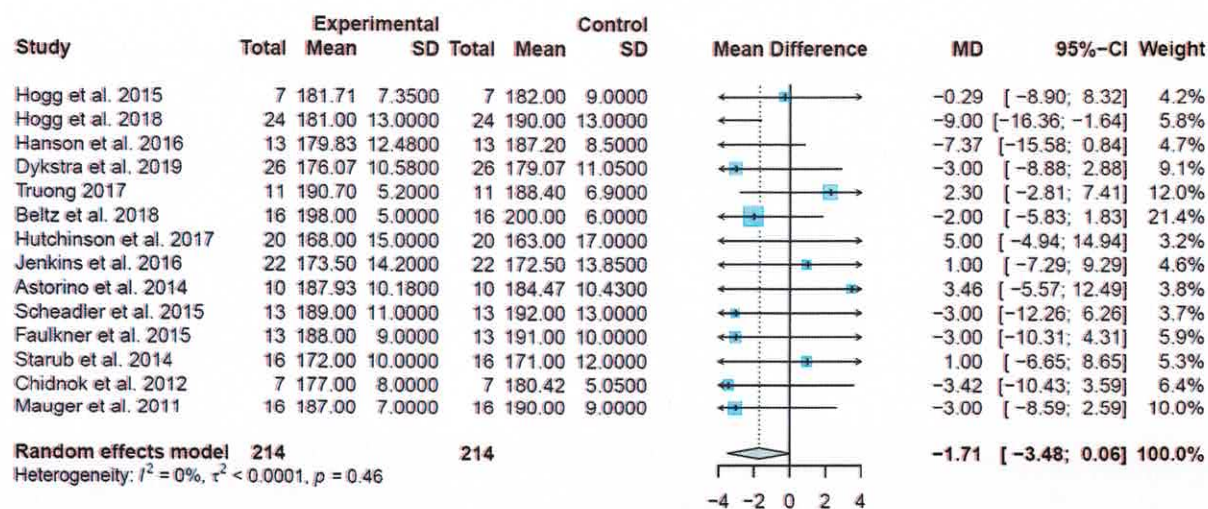 Experimental Control
Study Total Mean SD Total Mean SD Mean Difference MD 95%−CI Weight
Hogg et al. 2015 7 181.71 7.3500 7 182.00 9.0000 −0.29 [ −8.90; 8.32] 4.2%
Hogg et al. 2018 24 181.00 13.0000 24 190.00 13.0000 −9.00 [−16.36; −1.64] 5.8%
Hanson et al. 2016 13 179.83 12.4800 13 187.20 8.5000 −7.37 [−15.58; 0.84] 4.7%
Dykstra et al. 2019 26 176.07 10.5800 26 179.07 11.0500 −3.00 [ −8.88; 2.88] 9.1%
Truong 2017 11 190.70 5.2000 11 188.40 6.9000 2.30 [ −2.81; 7.41] 12.0%
Beltz et al. 2018 16 198.00 5.0000 16 200.00 6.0000 −2.00 [ −5.83; 1.83] 21.4%
Hutchinson et al. 2017 20 168.00 15.0000 20 163.00 17.0000 5.00 [ −4.94; 14.94] 3.2%
Jenkins et al. 2016 22 173.50 14.2000 22 172.50 13.8500 1.00 [ −7.29; 9.29] 4.6%
Astorino et al. 2014 10 187.93 10.1800 10 184.47 10.4300 3.46 [ −5.57; 12.49] 3.8%
Scheadler et al. 2015 13 189.00 11.0000 13 192.00 13.0000 −3.00 [ −12.26; 6.26] 3.7%
Faulkner et al. 2015 13 188.00 9.0000 13 191.00 10.0000 −3.00 [ −10.31; 4.31] 5.9%
Starub et al. 2014 16 172.00 10.0000 16 171.00 12.0000 1.00 [ −6.65; 8.65] 5.3%
Chidnok et al. 2012 7 177.00 8.0000 7 180.42 5.0500 −3.42 [ −10.43; 3.59] 6.4%
Mauger et al. 2011 16 187.00 7.0000 16 190.00 9.0000 −3.00 [ −8.59; 2.59] 10.0%
Random effects model 214 214 −1.71 [ −3.48; 0.06] 100.0%
Heterogeneity: I² = 0%, τ² < 0.0001, p = 0.46
−4 −2 0 2 4